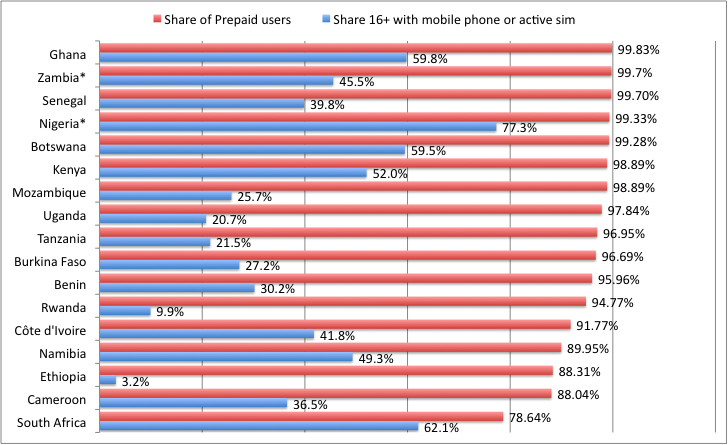 Share of Prepaid users Share 16+ with mobile phone or active sim
Ghana 99.83%
59.8%
Zambia* 99.7%
45.5%
Senegal 99.70%
39.8%
Nigeria* 99.33%
77.3%
Botswana 99.28%
59.5%
Kenya 98.89%
52.0%
Mozambique 98.89%
25.7%
Uganda 97.84%
20.7%
Tanzania 96.95%
21.5%
Burkina Faso 96.69%
27.2%
Benin 95.96%
30.2%
Rwanda 94.77%
9.9%
Côte d'Ivoire 91.77%
41.8%
Namibia 89.95%
49.3%
Ethiopia 88.31%
3.2%
Cameroon 88.04%
36.5%
South Africa 78.64%
62.1%